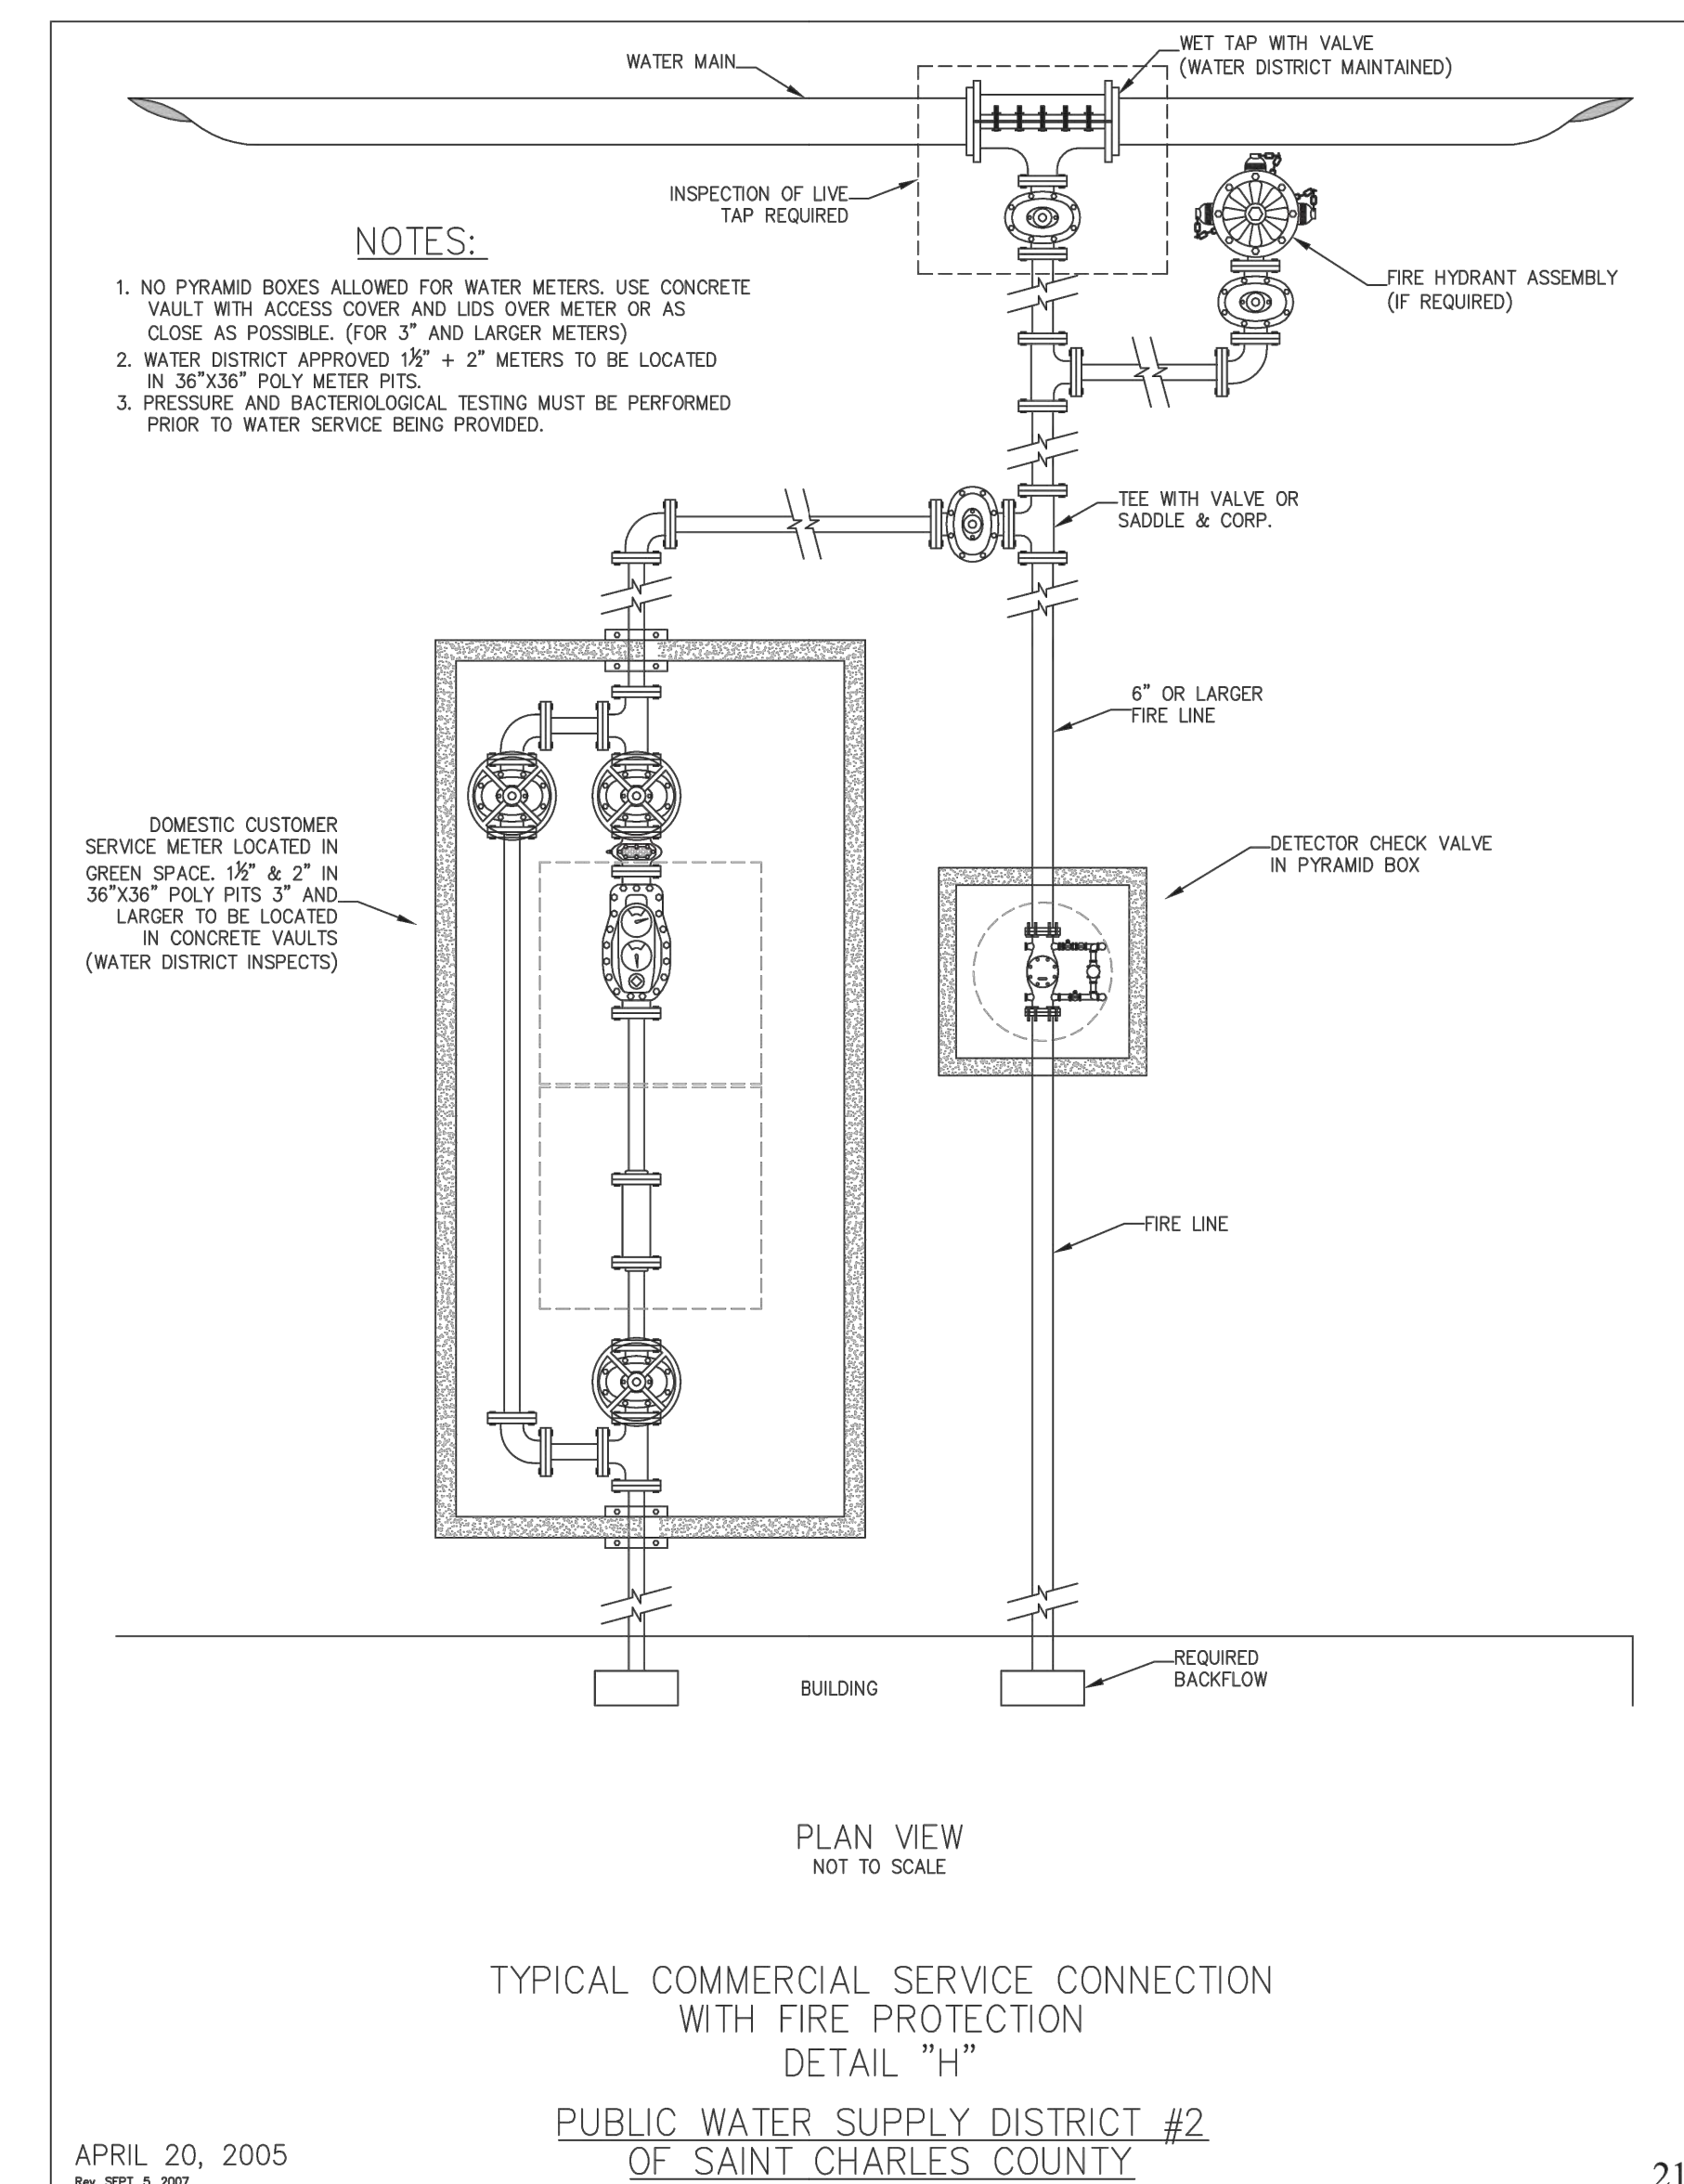 WATER MAIN
WET TAP WITH VALVE
(WATER DISTRICT MAINTAINED)
INSPECTION OF LIVE
TAP REQUIRED
FIRE HYDRANT ASSEMBLY
(IF REQUIRED)
NOTES:
1. NO PYRAMID BOXES ALLOWED FOR WATER METERS. USE CONCRETE
VAULT WITH ACCESS COVER AND LIDS OVER METER OR AS
CLOSE AS POSSIBLE. (FOR 3" AND LARGER METERS)
2. WATER DISTRICT APPROVED 1½" + 2" METERS TO BE LOCATED
IN 36"X36" POLY METER PITS.
3. PRESSURE AND BACTERIOLOGICAL TESTING MUST BE PERFORMED
PRIOR TO WATER SERVICE BEING PROVIDED.
TEE WITH VALVE OR
SADDLE & CORP.
6" OR LARGER
FIRE LINE
DOMESTIC CUSTOMER
SERVICE METER LOCATED IN
GREEN SPACE. 1½" & 2" IN
36"X36" POLY PITS 3" AND
LARGER TO BE LOCATED
IN CONCRETE VAULTS
(WATER DISTRICT INSPECTS)
DETECTOR CHECK VALVE
IN PYRAMID BOX
FIRE LINE
BUILDING
REQUIRED
BACKFLOW
PLAN VIEW
NOT TO SCALE
TYPICAL COMMERCIAL SERVICE CONNECTION
WITH FIRE PROTECTION
DETAIL "H"
PUBLIC WATER SUPPLY DISTRICT #2
OF SAINT CHARLES COUNTY
APRIL 20, 2005
Rev. SEPT. 5, 2007
21